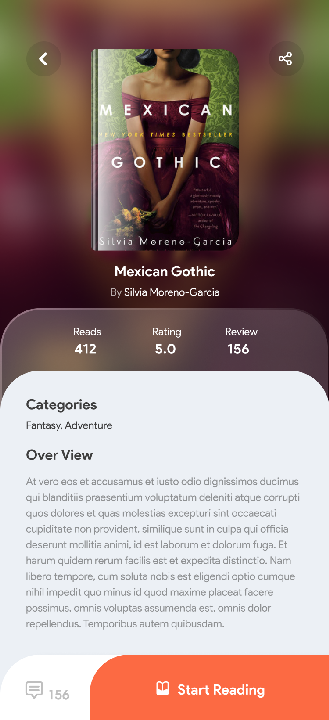 MEXICAN
NEW YORK TIMES BESTSELLER
GOTHIC
Silvia Moreno-Garcia
Mexican Gothic
By Silvia Moreno-Garcia
Reads Rating Review
412 5.0 156
Categories
Fantasy, Adventure
Over View
At vero eos et accusamus et iusto odio dignissimos ducimus
qui blanditiis praesentium voluptatum deleniti atque corrupti
quos dolores et quas molestias excepturi sint occaecati
cupiditate non provident, similique sunt in culpa qui officia
deserunt mollitia animi, id est laborum et dolorum fuga. Et
harum quidem rerum facilis est et expedita distinctio. Nam
libero tempore, cum soluta nobis est eligendi optio cumque
nihil impedit quo minus id quod maxime placeat facere
possimus, omnis voluptas assumenda est, omnis dolor
repellendus. Temporibus autem quibusdam.
156
Start Reading